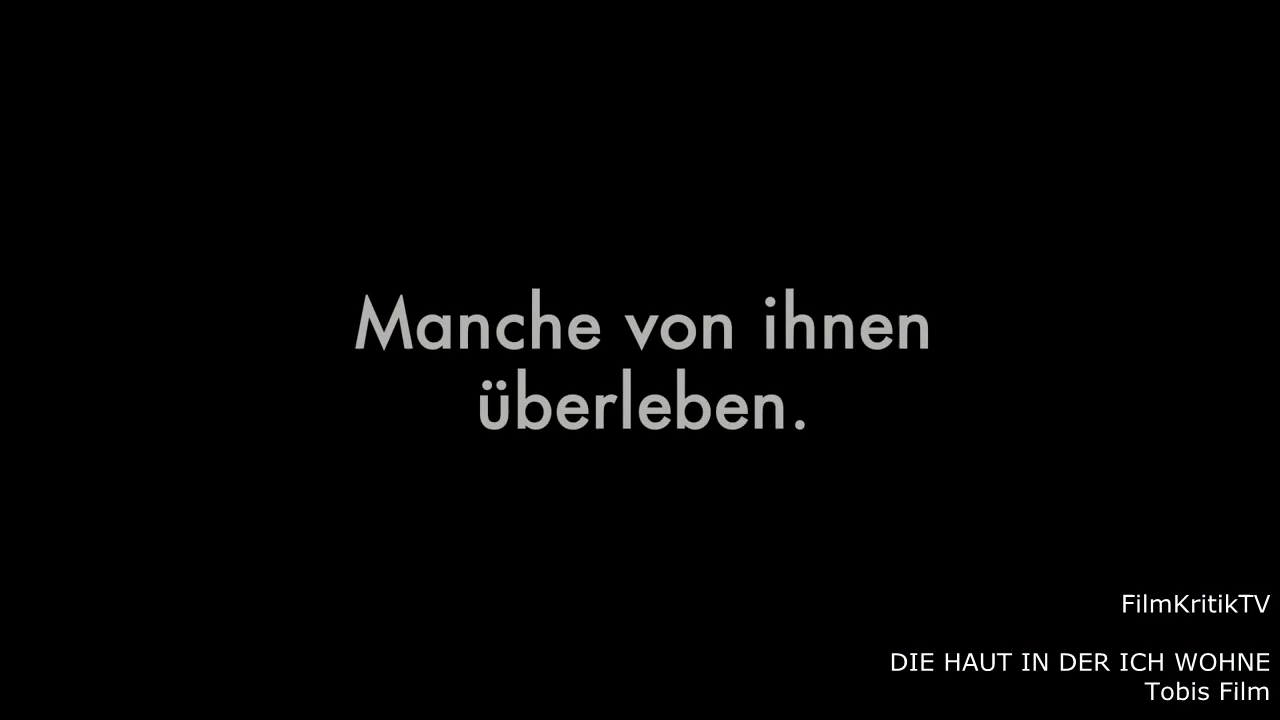 Manche von ihnen
überleben.
FilmKritikTV
DIE HAUT IN DER ICH WOHNE
Tobis Film